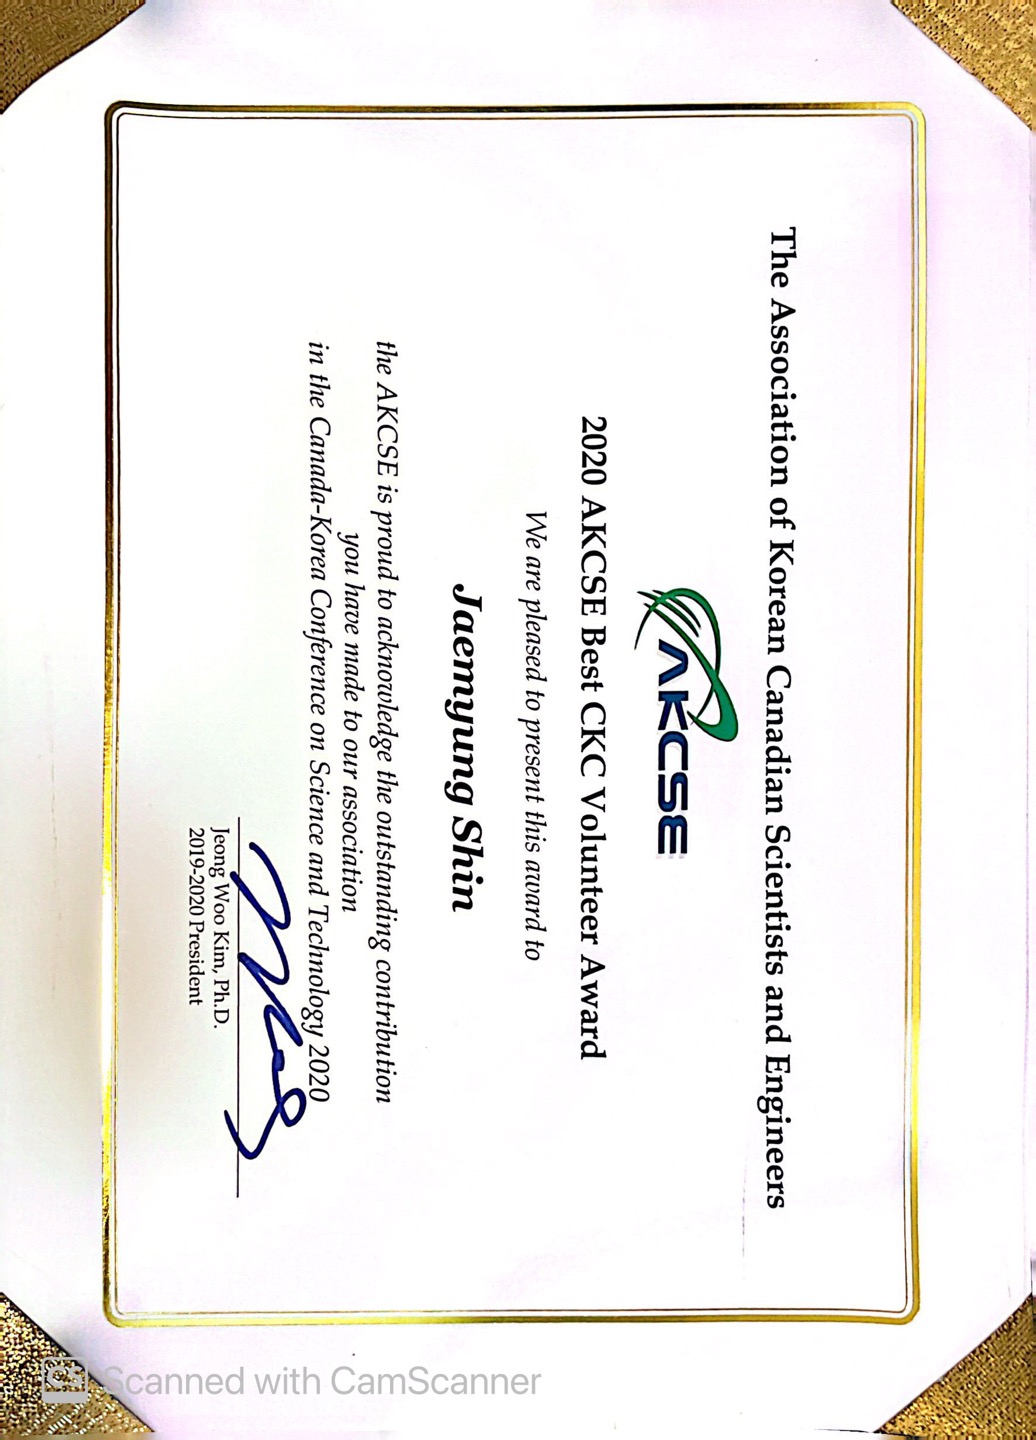 The Association of Korean Canadian Scientists and Engineers
AKCSE
2020 AKCSE Best CKC Volunteer Award
We are pleased to present this award to
Jaemyung Shin
the AKCSE is proud to acknowledge the outstanding contribution
you have made to our association
in the Canada-Korea Conference on Science and Technology 2020
Jeong Woo Kim, Ph.D.
2019-2020 President
CS Scanned with CamScanner